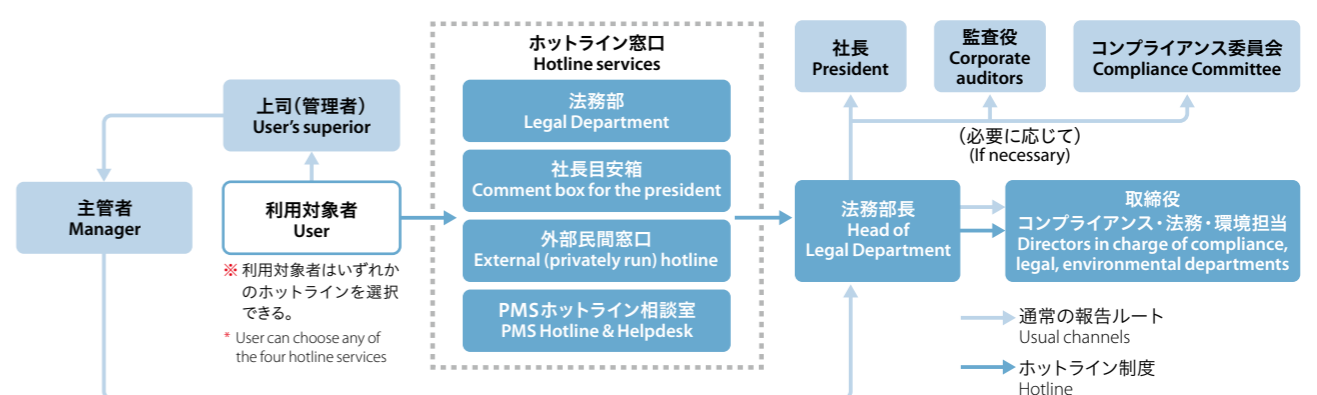 上司（管理者）
User's superior
主管者
Manager
利用対象者
User
※ 利用対象者はいずれか
のホットラインを選択
できる。
* User can choose any of
the four hotline services
ホットライン窓口
Hotline services
法務部
Legal Department
社長目安箱
Comment box for the president
外部民間窓口
External (privately run) hotline
PMSホットライン相談室
PMS Hotline & Helpdesk
社長
President
監査役
Corporate
auditors
コンプライアンス委員会
Compliance Committee
（必要に応じて）
(If necessary)
法務部長
Head of
Legal Department
取締役
コンプライアンス・法務・環境担当
Directors in charge of compliance,
legal, environmental departments
通常の報告ルート
Usual channels
ホットライン制度
Hotline